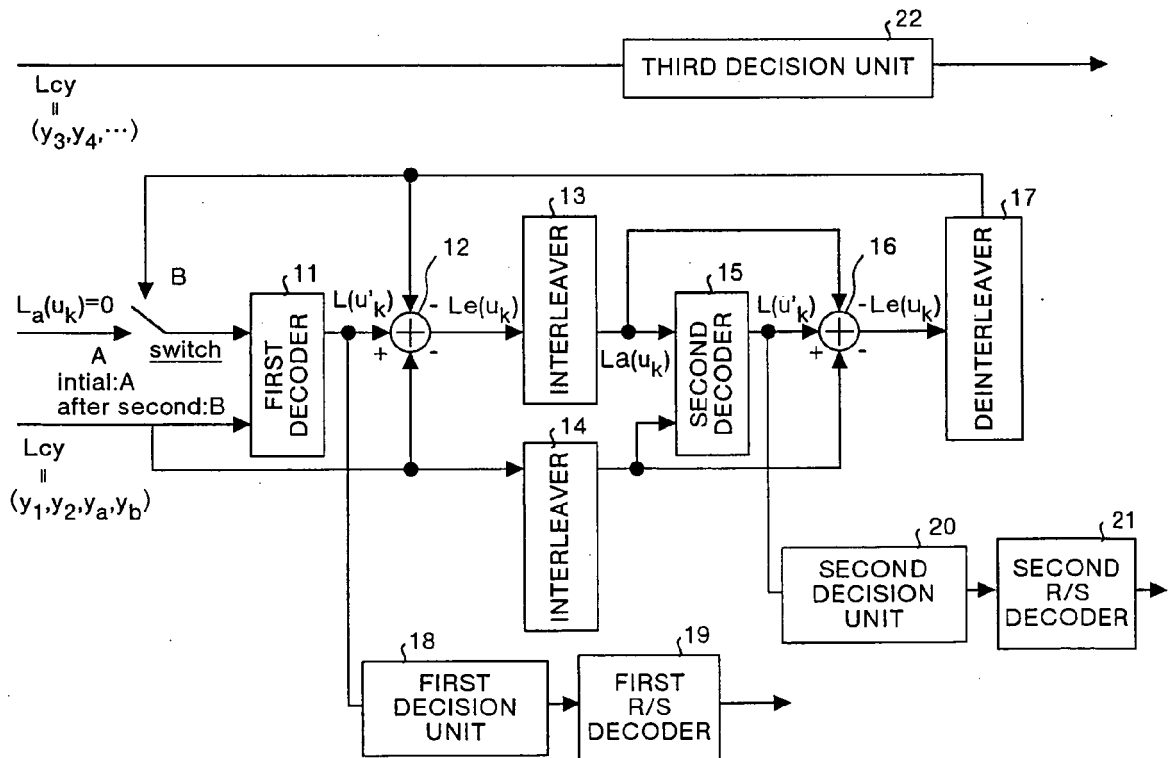 22
THIRD DECISION UNIT
Lcy
=
(y3,y4,···)
17
13
16
B
11
12
15
L(u'k)
Le(uk)
L(u'k)
-Le(uk)
La(uk)=0
-
+
-
+
-
switch
A
La(uk)
intial:A
after second:B
FIRST
DECODER
INTERLEAVER
SECOND
DECODER
DEINTERLEAVER
14
Lcy
=
(y1,y2,ya,yb)
INTERLEAVER
20
21
SECOND
DECISION
UNIT
SECOND
R/S
DECODER
18
19
FIRST
DECISION
UNIT
FIRST
R/S
DECODER